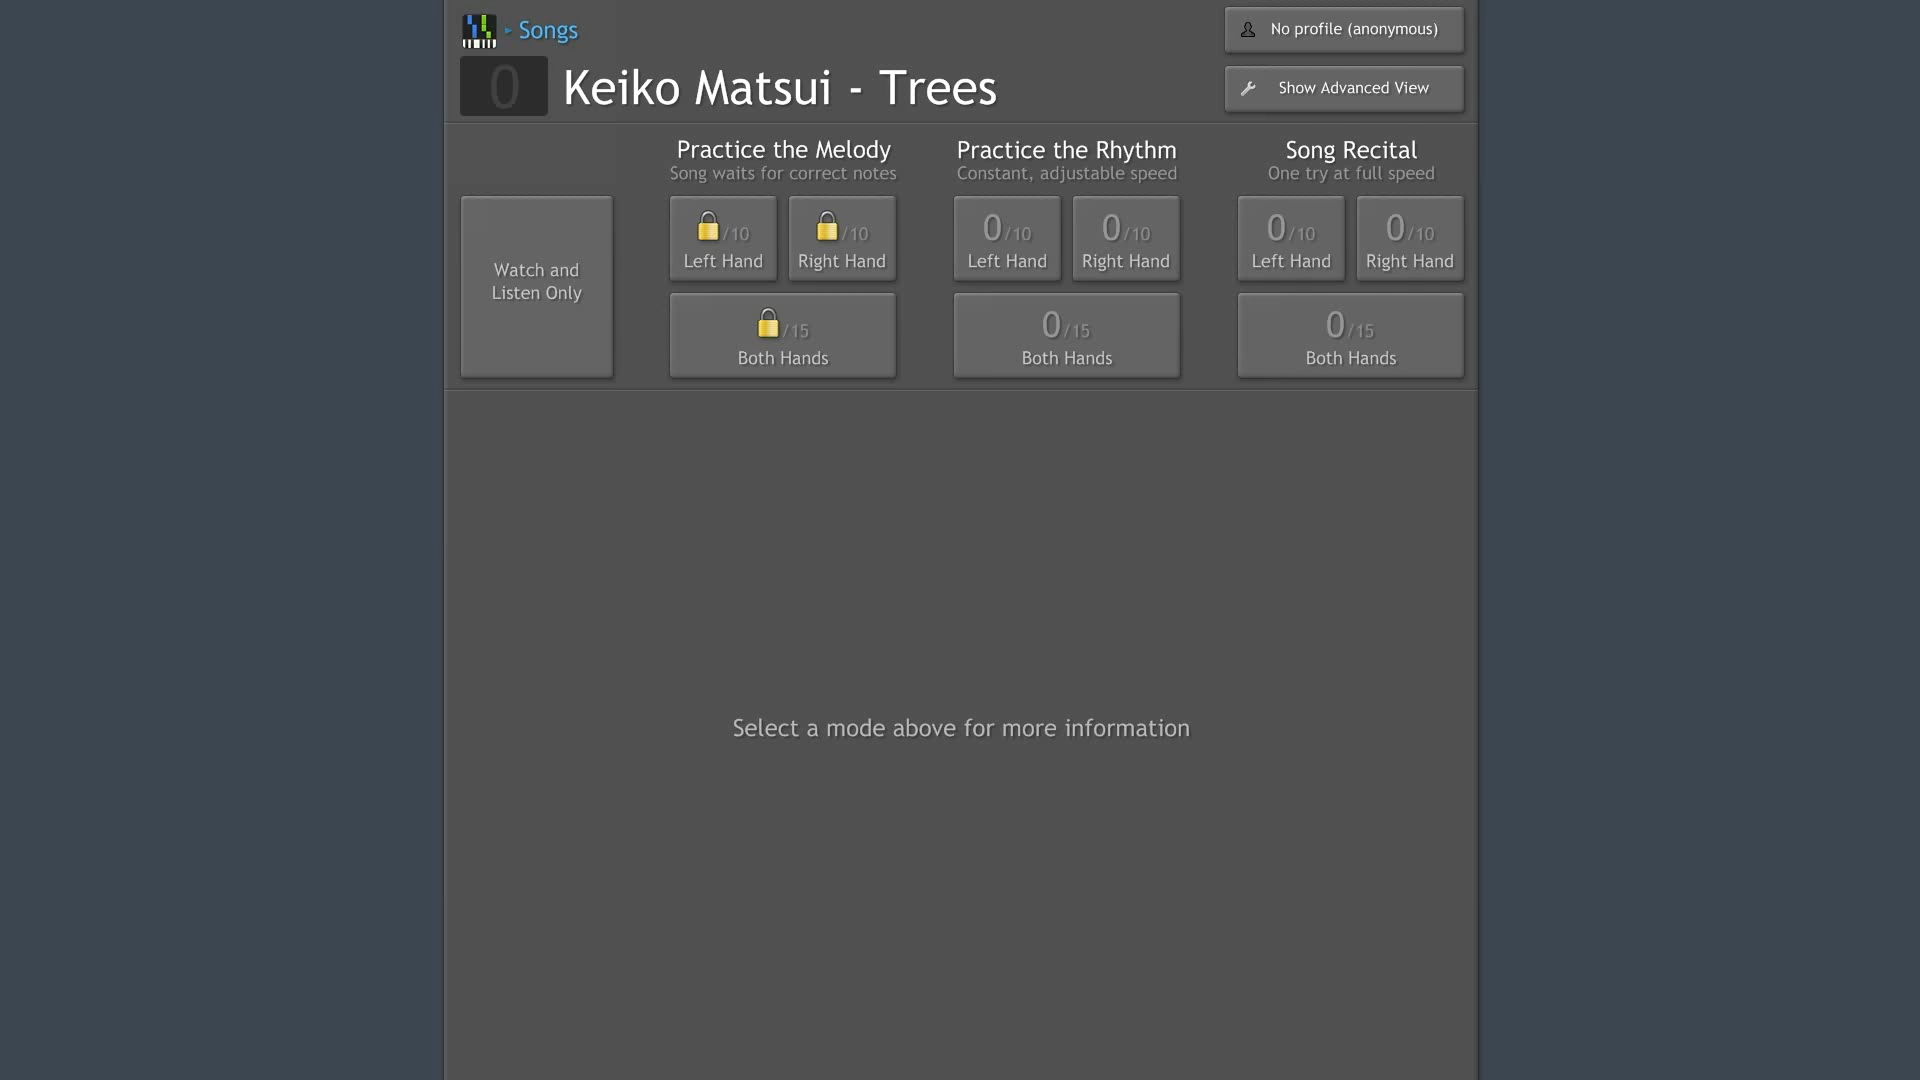 Songs
No profile (anonymous)
0
Keiko Matsui - Trees
Show Advanced View
Practice the Melody
Song waits for correct notes
Practice the Rhythm
Constant, adjustable speed
Song Recital
One try at full speed
Watch and
Listen Only
/10
Left Hand
/10
Right Hand
/15
Both Hands
0/10
Left Hand
0/10
Right Hand
0/15
Both Hands
0/10
Left Hand
0/10
Right Hand
0/15
Both Hands
Select a mode above for more information